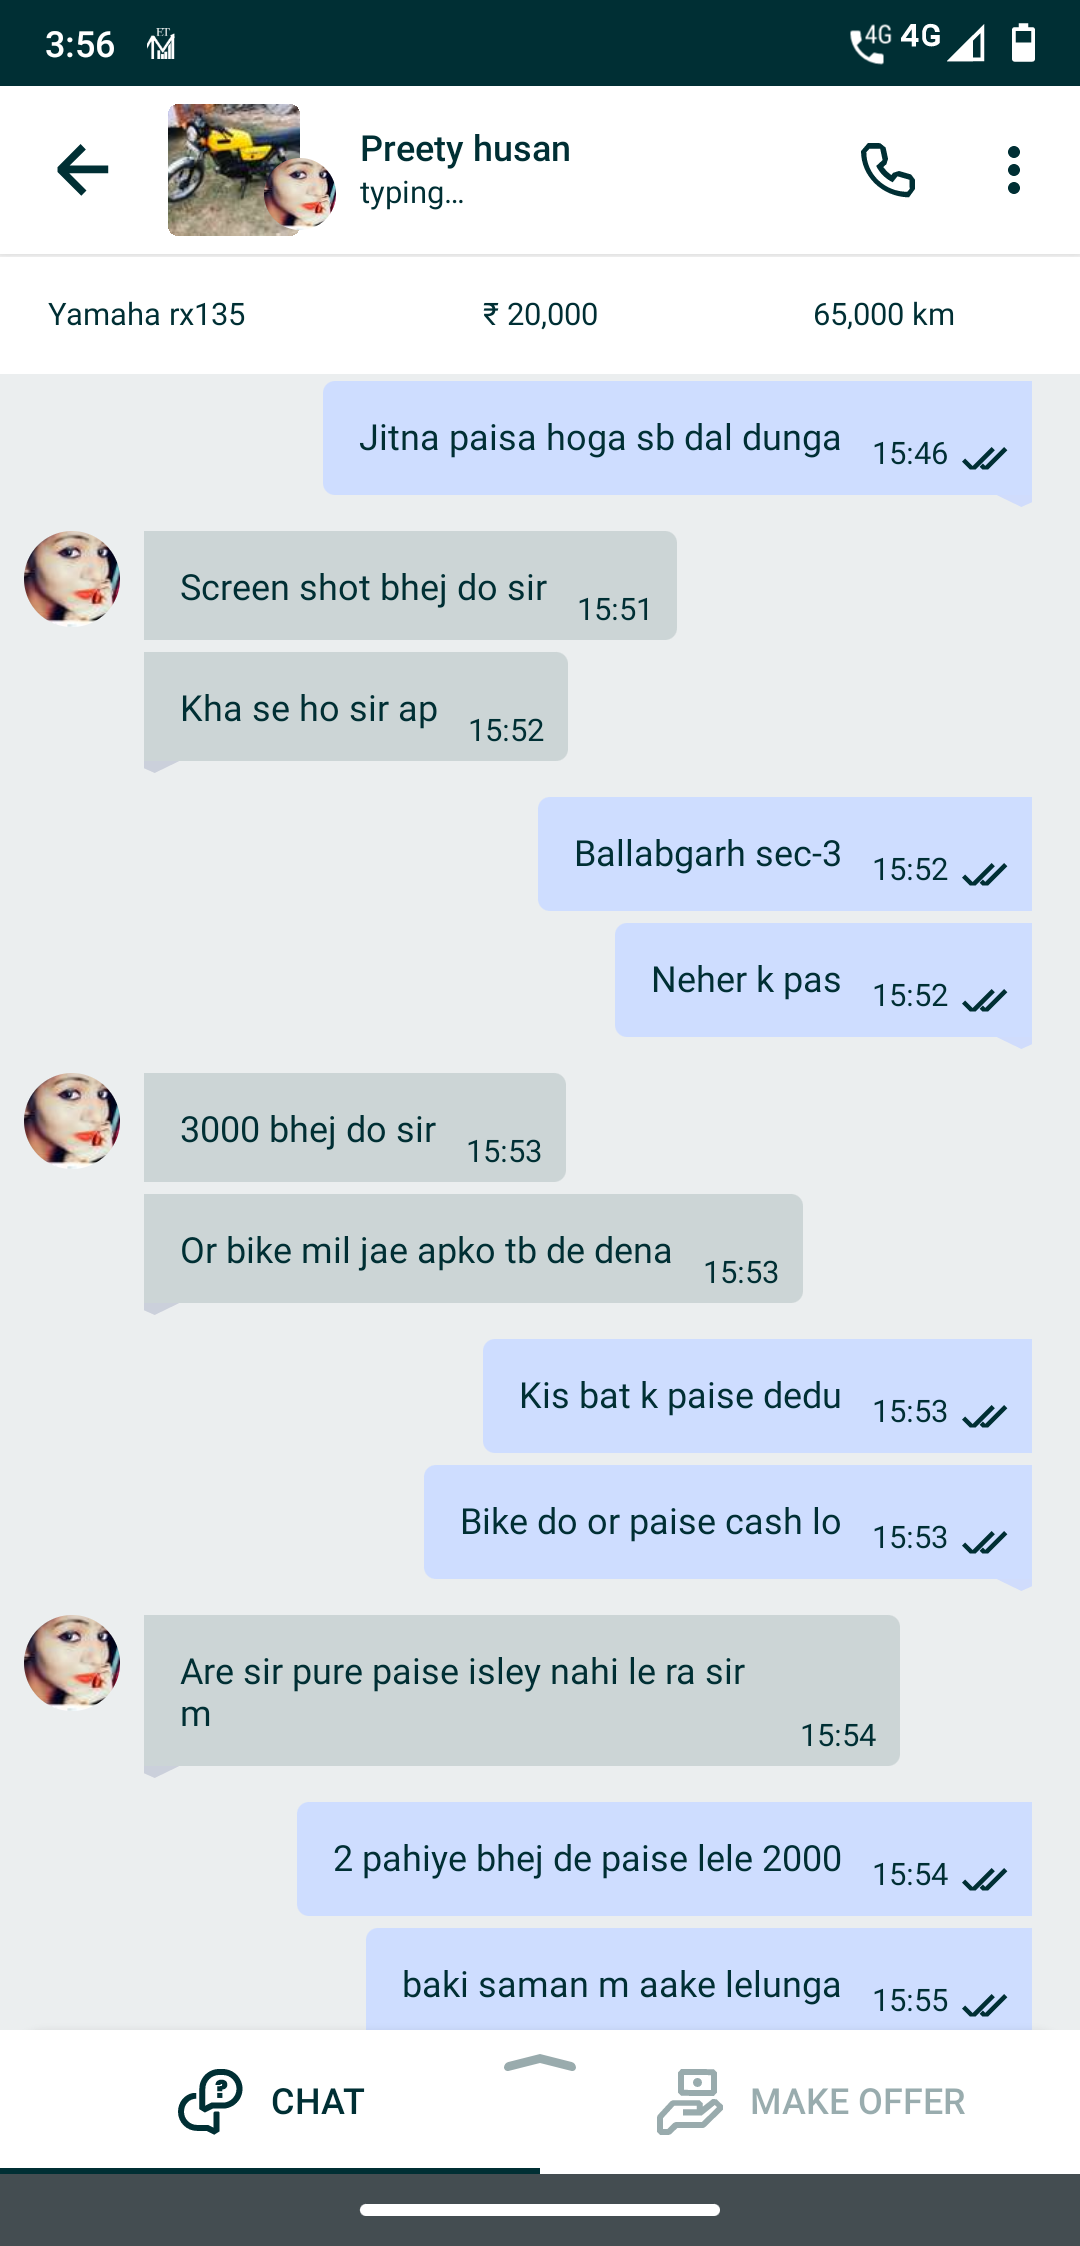 3:56 ET 4G 4G
Preety husan
typing...
Yamaha rx135 ₹ 20,000 65,000 km
Jitna paisa hoga sb dal dunga 15:46
Screen shot bhej do sir 15:51
Kha se ho sir ap 15:52
Ballabgarh sec-3 15:52
Neher k pas 15:52
3000 bhej do sir 15:53
Or bike mil jae apko tb de dena 15:53
Kis bat k paise dedu 15:53
Bike do or paise cash lo 15:53
Are sir pure paise isley nahi le ra sir
m
15:54
2 pahiye bhej de paise lele 2000 15:54
baki saman m aake lelunga 15:55
? CHAT MAKE OFFER